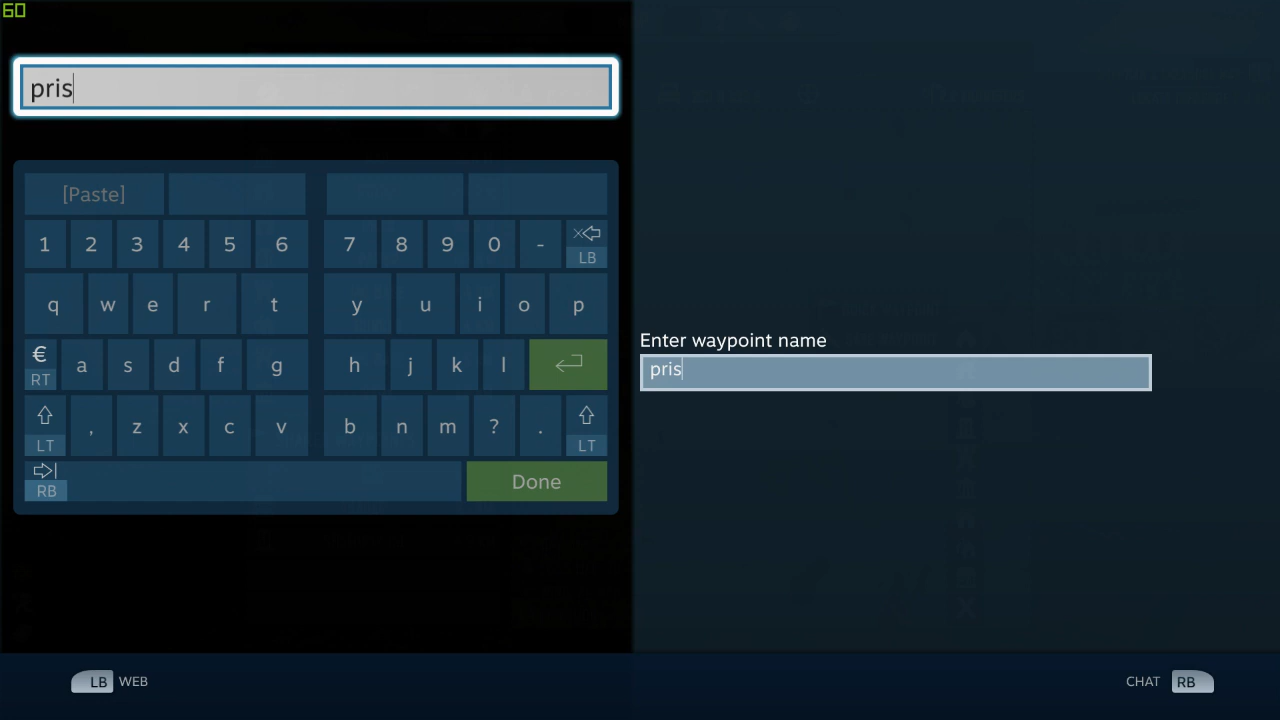 60
pris
[Paste]
1 2 3 4 5 6 7 8 9 0 -
LB
q w e r t y u i o p
€ a s d f g h j k l
RT
, z x c v b n m ? .
LT LT
RB Done
Enter waypoint name
pris
LB WEB
CHAT RB